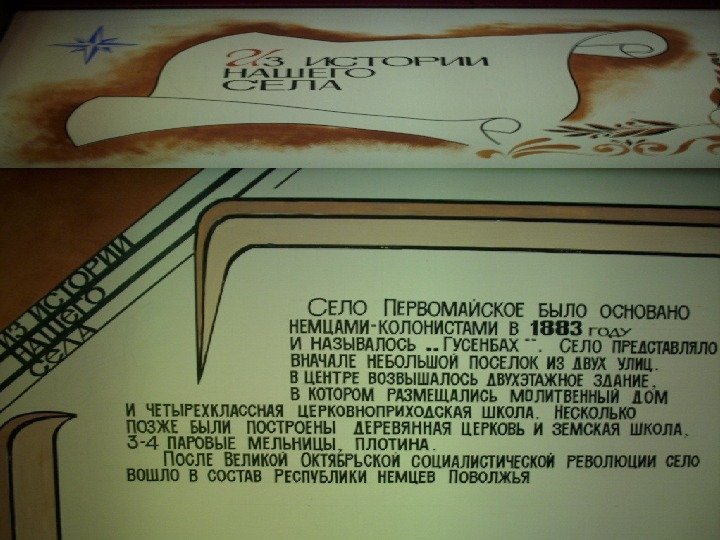 Из ИСТОРИИ
НАШЕГО
СЕЛА
ИЗ ИСТОРИИ
НАШЕГО
СЕЛА
СЕЛО ПЕРВОМАЙСКОЕ БЫЛО ОСНОВАНО
НЕМЦАМИ-КОЛОНИСТАМИ В 1883 ГОДУ
И НАЗЫВАЛОСЬ „ГУСЕНБАХ“. СЕЛО ПРЕДСТАВЛЯЛО
ВНАЧАЛЕ НЕБОЛЬШОЙ ПОСЕЛОК ИЗ ДВУХ УЛИЦ.
В ЦЕНТРЕ ВОЗВЫШАЛОСЬ ДВУХЭТАЖНОЕ ЗДАНИЕ,
В КОТОРОМ РАЗМЕЩАЛИСЬ МОЛИТВЕННЫЙ ДОМ
И ЧЕТЫРЕХКЛАССНАЯ ЦЕРКОВНОПРИХОДСКАЯ ШКОЛА. НЕСКОЛЬКО
ПОЗЖЕ БЫЛИ ПОСТРОЕНЫ ДЕРЕВЯННАЯ ЦЕРКОВЬ И ЗЕМСКАЯ ШКОЛА,
3-4 ПАРОВЫЕ МЕЛЬНИЦЫ, ПЛОТИНА.
ПОСЛЕ ВЕЛИКОЙ ОКТЯБРЬСКОЙ СОЦИАЛИСТИЧЕСКОЙ РЕВОЛЮЦИИ СЕЛО
ВОШЛО В СОСТАВ РЕСПУБЛИКИ НЕМЦЕВ ПОВОЛЖЬЯ